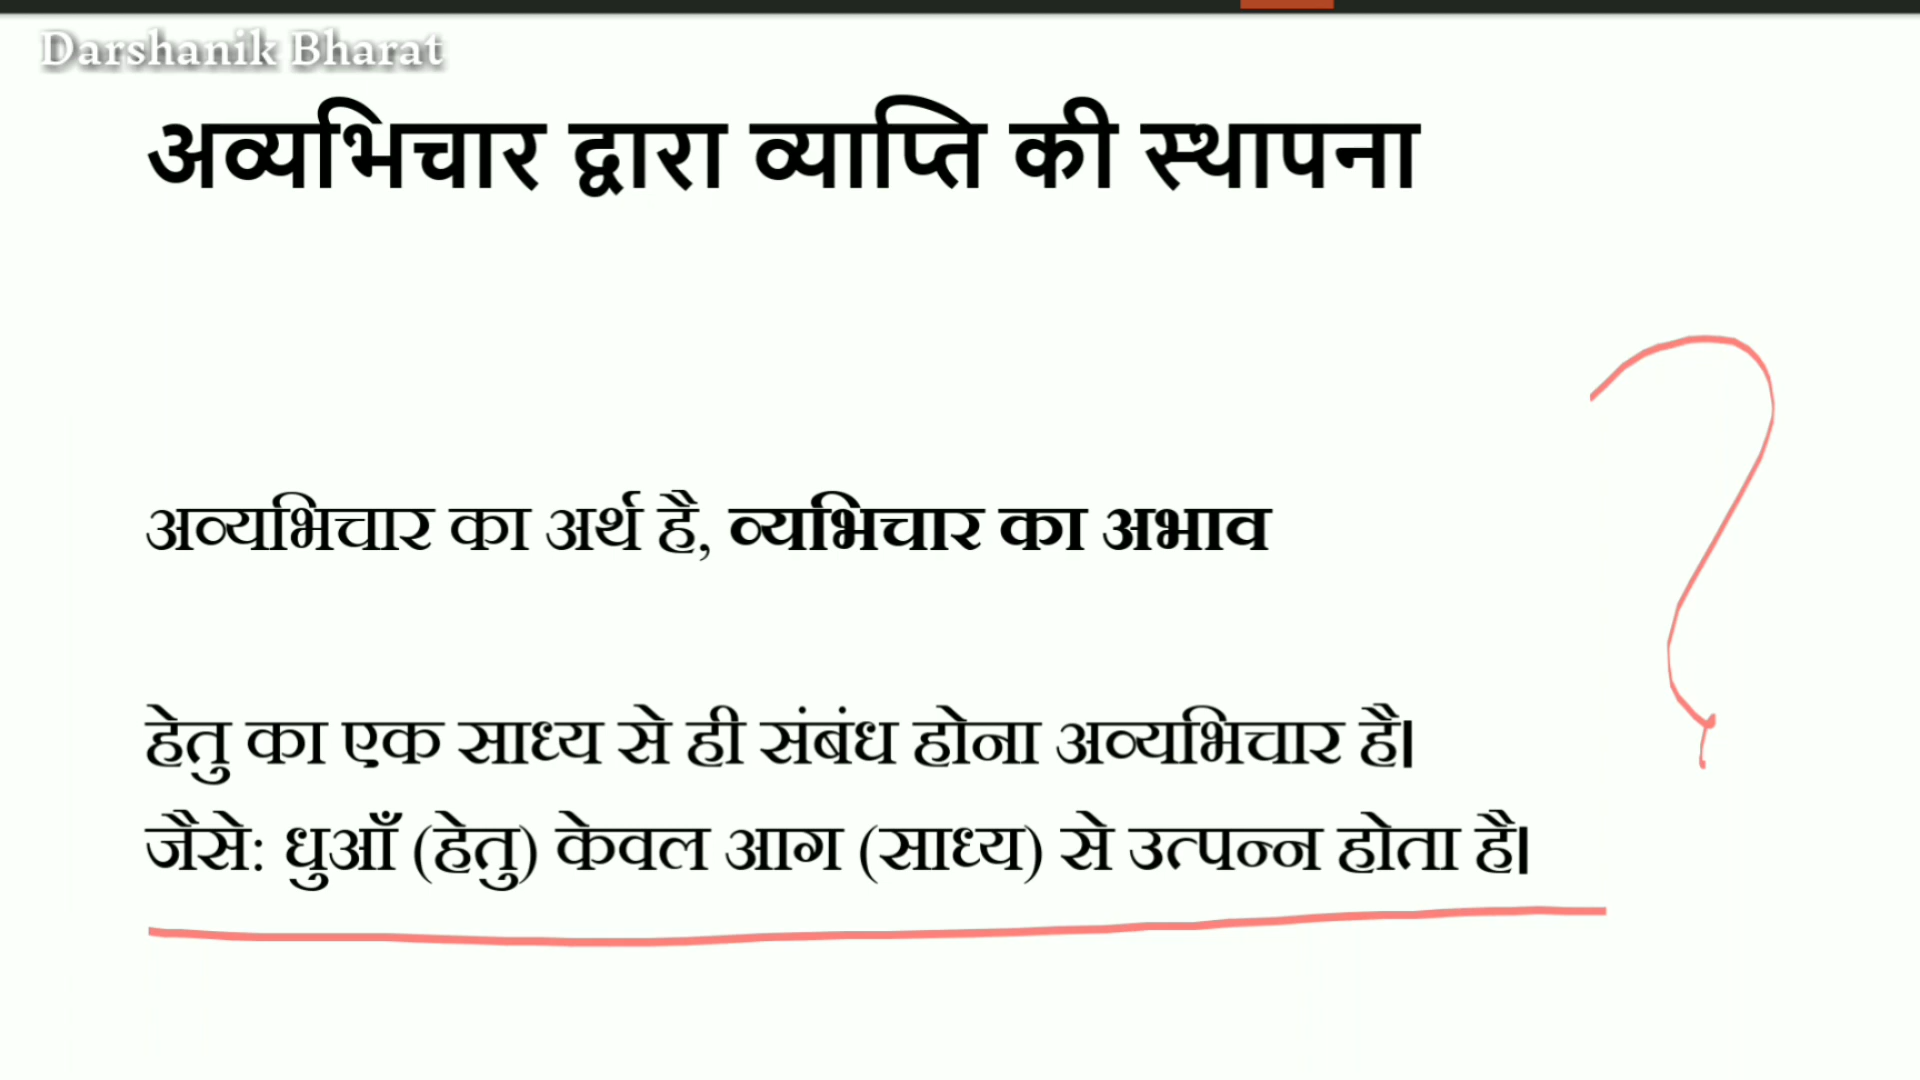 Darshanik Bharat
अव्यभिचार द्वारा व्याप्ति की स्थापना
अव्यभिचार का अर्थ है, व्यभिचार का अभाव
हेतु का एक साध्य से ही संबंध होना अव्यभिचार है।
जैसे: धुआँ (हेतु) केवल आग (साध्य) से उत्पन्न होता है।